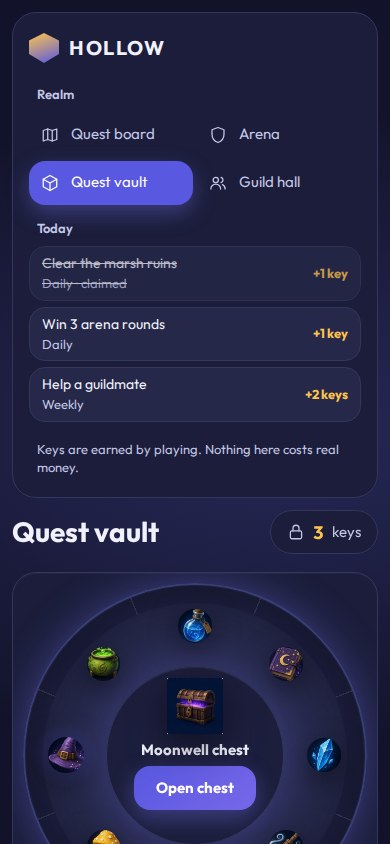 HOLLOW
Realm
Quest board
Arena
Quest vault
Guild hall
Today
Clear the marsh ruins
Daily · claimed
+1 key
Win 3 arena rounds
Daily
+1 key
Help a guildmate
Weekly
+2 keys
Keys are earned by playing. Nothing here costs real
money.
Quest vault
3 keys
Moonwell chest
Open chest